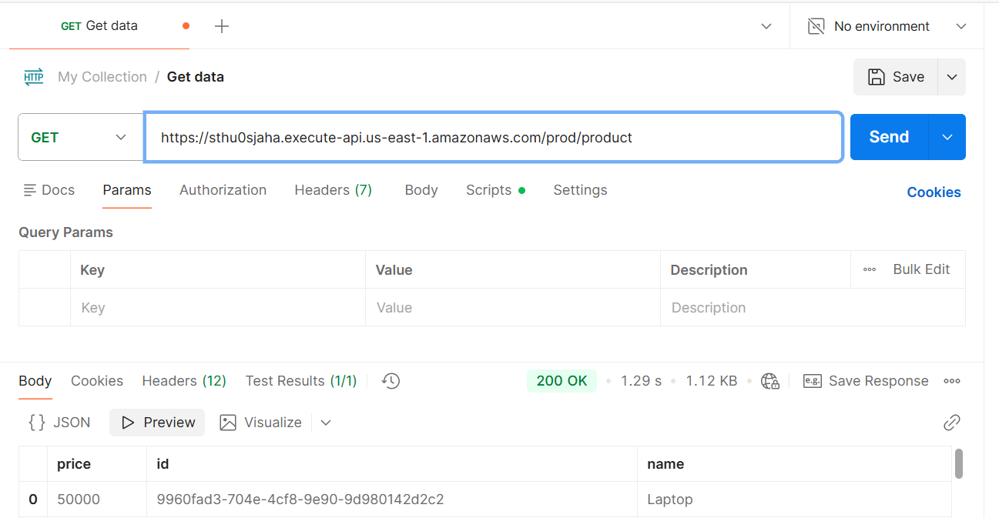 GET Get data
No environment
HTTP My Collection / Get data
Save
GET
https://sthu0sjaha.execute-api.us-east-1.amazonaws.com/prod/product
Send
Docs Params Authorization Headers (7) Body Scripts Settings
Cookies
Query Params
Key Value Description Bulk Edit
Key Value Description
Body Cookies Headers (12) Test Results (1/1) 200 OK 1.29 s 1.12 KB e.g. Save Response
{} JSON Preview Visualize
price id name
0 50000 9960fad3-704e-4cf8-9e90-9d980142d2c2 Laptop